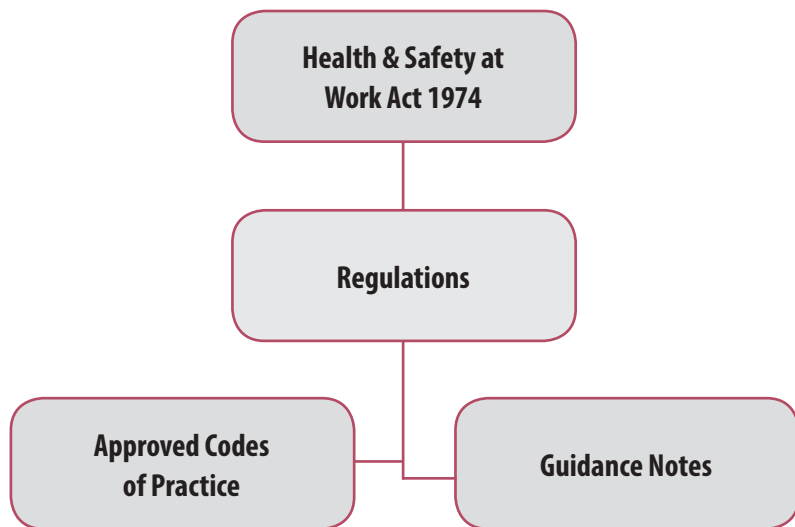 Health & Safety at
Work Act 1974
Regulations
Approved Codes
of Practice
Guidance Notes